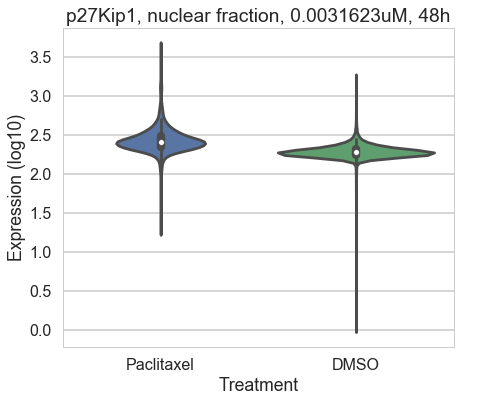 p27Kip1, nuclear fraction, 0.0031623uM, 48h
3.5
3.0
2.5
2.0
1.5
1.0
0.5
0.0
Expression (log10)
Paclitaxel DMSO
Treatment